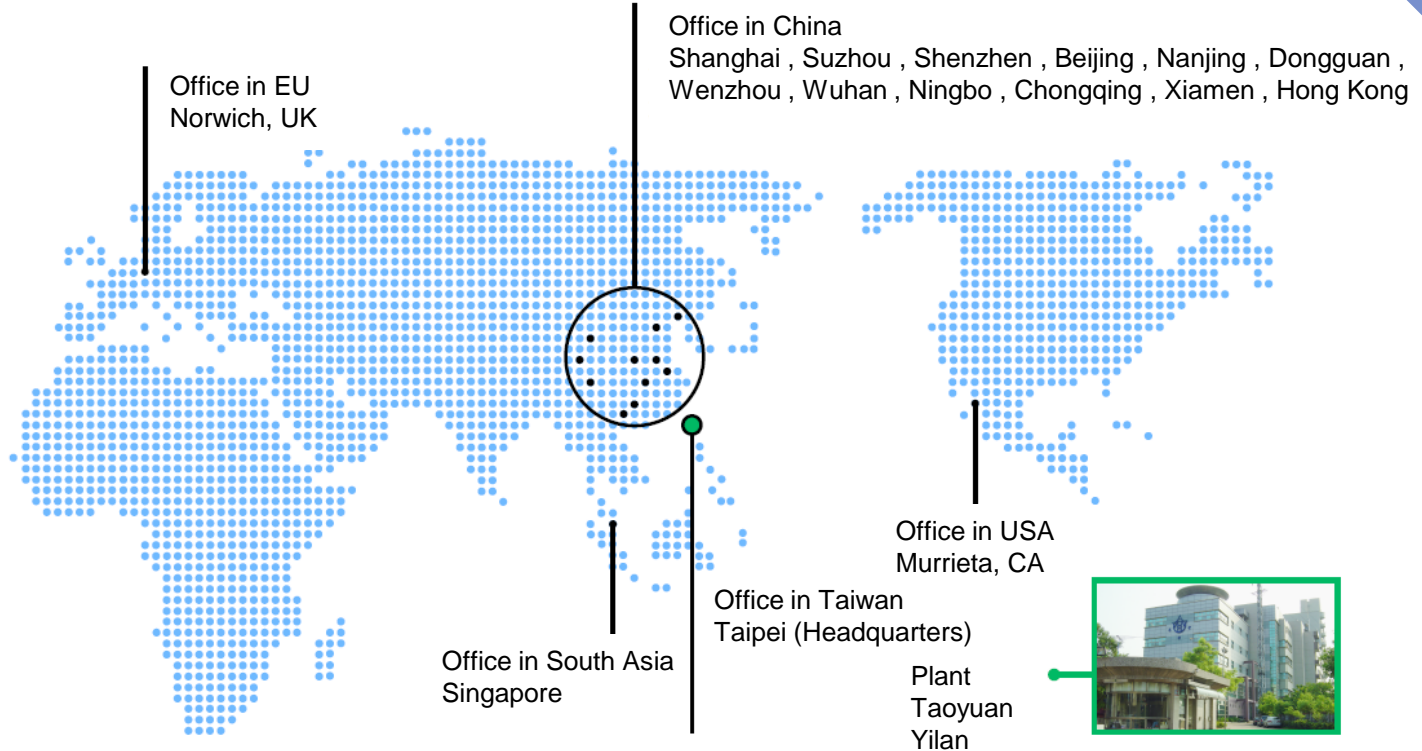 Office in China
Shanghai , Suzhou , Shenzhen , Beijing , Nanjing , Dongguan ,
Wenzhou , Wuhan , Ningbo , Chongqing , Xiamen , Hong Kong
Office in EU
Norwich, UK
Office in USA
Murrieta, CA
Office in Taiwan
Taipei (Headquarters)
Office in South Asia
Singapore
Plant
Taoyuan
Yilan